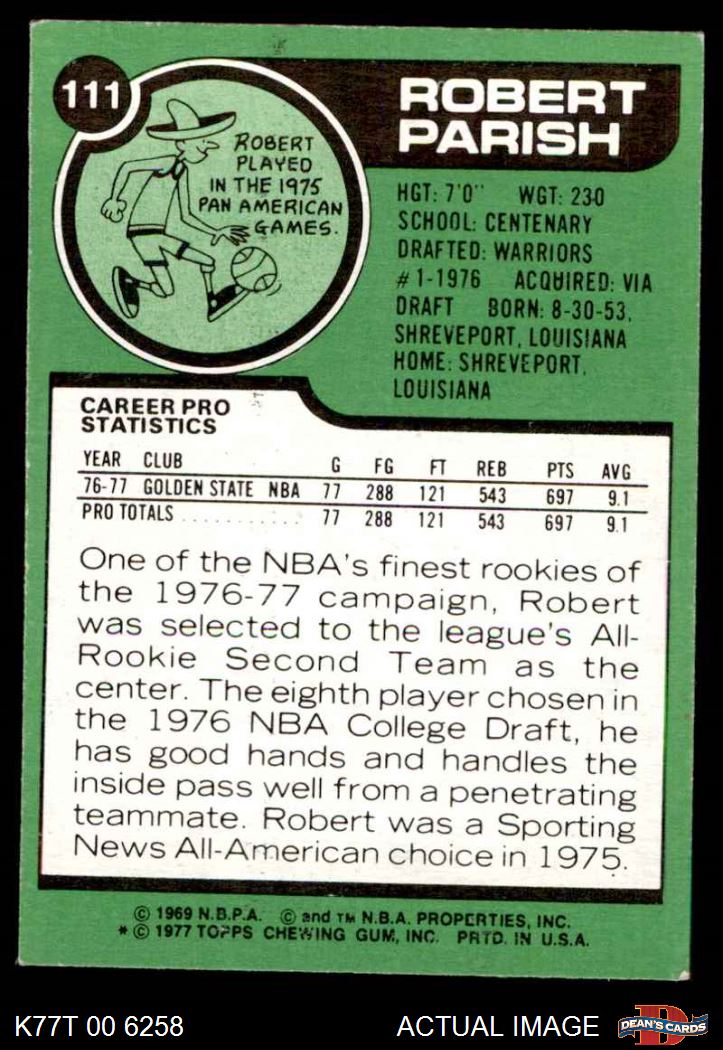 111
ROBERT
PARISH
ROBERT
PLAYED
IN THE 1975
PAN AMERICAN
GAMES.
HGT: 7'0" WGT: 230
SCHOOL: CENTENARY
DRAFTED: WARRIORS
#1-1976 ACQUIRED: VIA
DRAFT BORN: 8-30-53,
SHREVEPORT, LOUISIANA
HOME: SHREVEPORT,
LOUISIANA
CAREER PRO
STATISTICS
YEAR CLUB G FG FT REB PTS AVG
76-77 GOLDEN STATE NBA 77 288 121 543 697 9.1
PRO TOTALS . . . . . . . . . . . 77 288 121 543 697 9.1
One of the NBA's finest rookies of
the 1976-77 campaign, Robert
was selected to the league's All-
Rookie Second Team as the
center. The eighth player chosen in
the 1976 NBA College Draft, he
has good hands and handles the
inside pass well from a penetrating
teammate. Robert was a Sporting
News All-American choice in 1975.
© 1969 N.B.P.A. © and TM N.B.A. PROPERTIES, INC.
* © 1977 TOPPS CHEWING GUM, INC. PRTD. IN U.S.A.
K77T 00 6258
ACTUAL IMAGE
D
DEAN'S CARDS